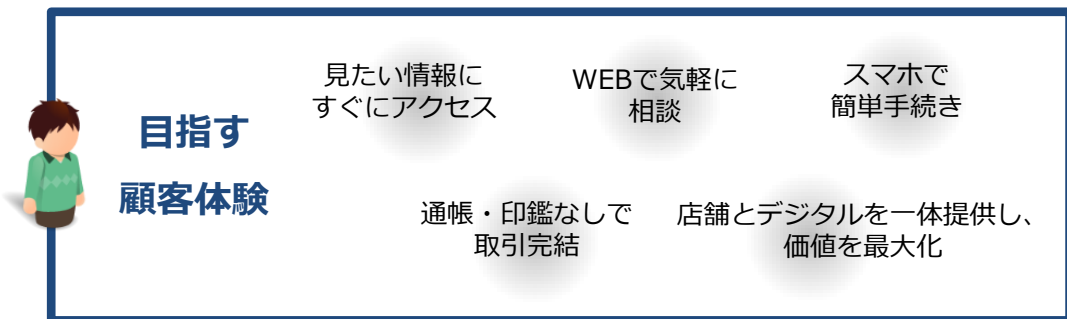 目指す
顧客体験
見たい情報に
すぐにアクセス
WEBで気軽に
相談
スマホで
簡単手続き
通帳・印鑑なしで
取引完結
店舗とデジタルを一体提供し、
価値を最大化